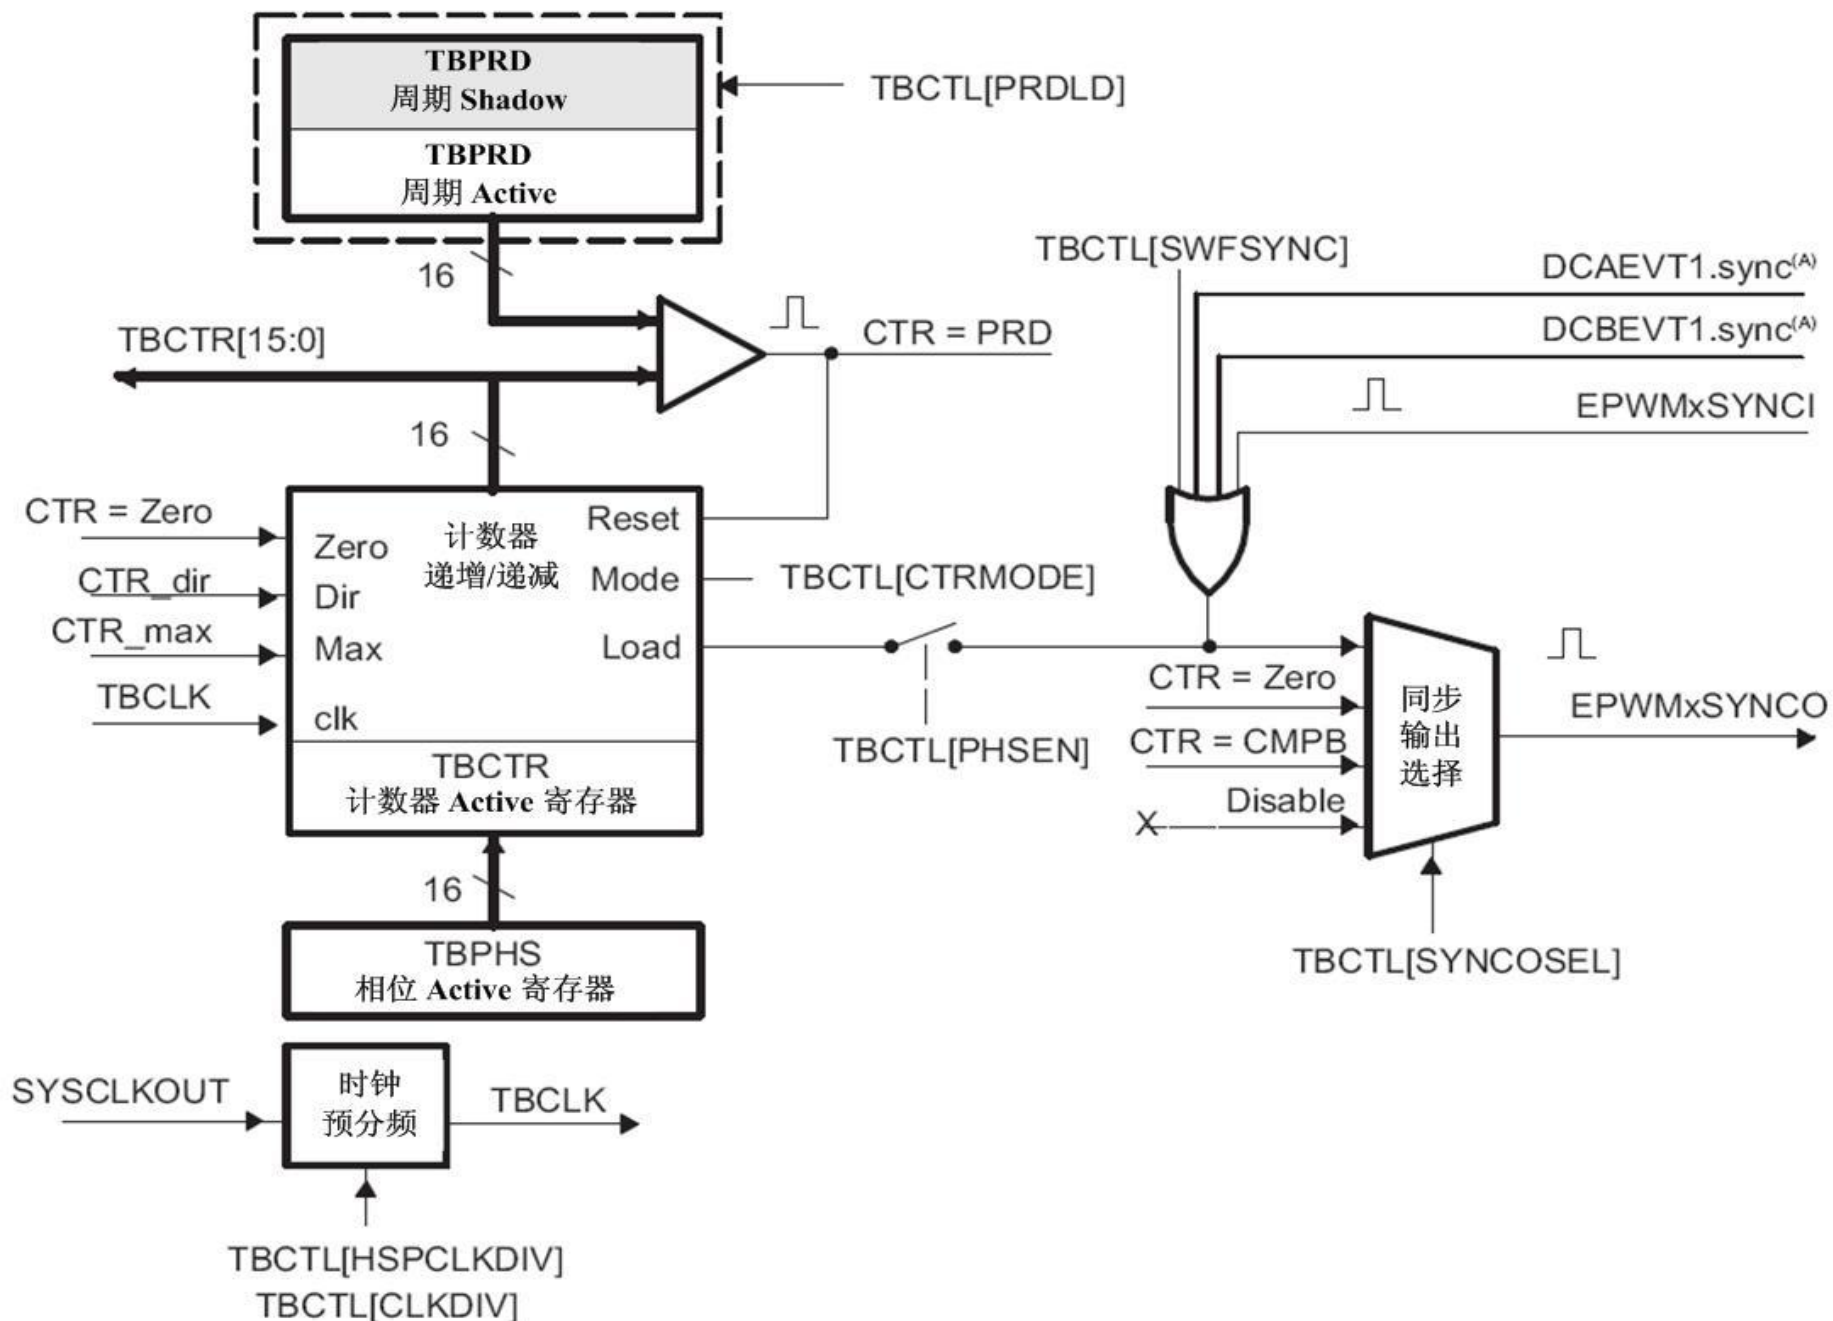 TBPRD
周期 Shadow
TBPRD
周期 Active
TBCTL[PRDLD]
16
TBCTR[15:0]
CTR = PRD
TBCTL[SWFSYNC]
DCAEVT1.sync(A)
DCBEVT1.sync(A)
EPWMxSYNCI
16
CTR = Zero
CTR_dir
CTR_max
TBCLK
Zero
Dir
Max
clk
计数器
递增/递减
Reset
Mode
Load
TBCTL[CTRMODE]
TBCTL[PHSEN]
TBCTR
计数器 Active 寄存器
CTR = Zero
CTR = CMPB
Disable
X
同步
输出
选择
EPWMxSYNCO
TBCTL[SYNCOSEL]
16
TBPHS
相位 Active 寄存器
SYSCLKOUT
时钟
预分频
TBCLK
TBCTL[HSPCLKDIV]
TBCTL[CLKDIV]